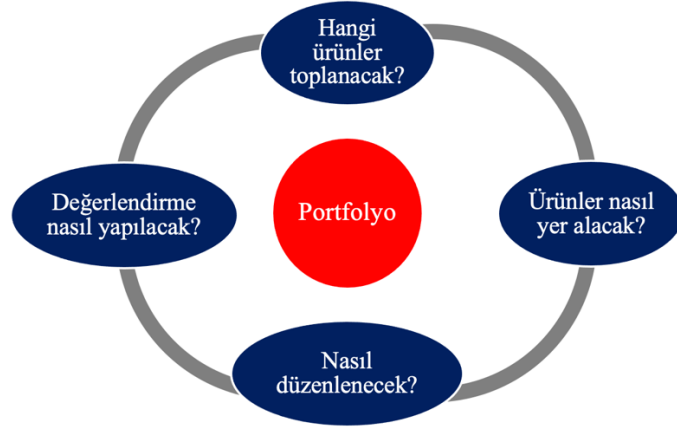 Hangi
ürünler
toplanacak?
Değerlendirme
nasıl yapılacak?
Portfolyo
Ürünler nasıl
yer alacak?
Nasıl
düzenlenecek?